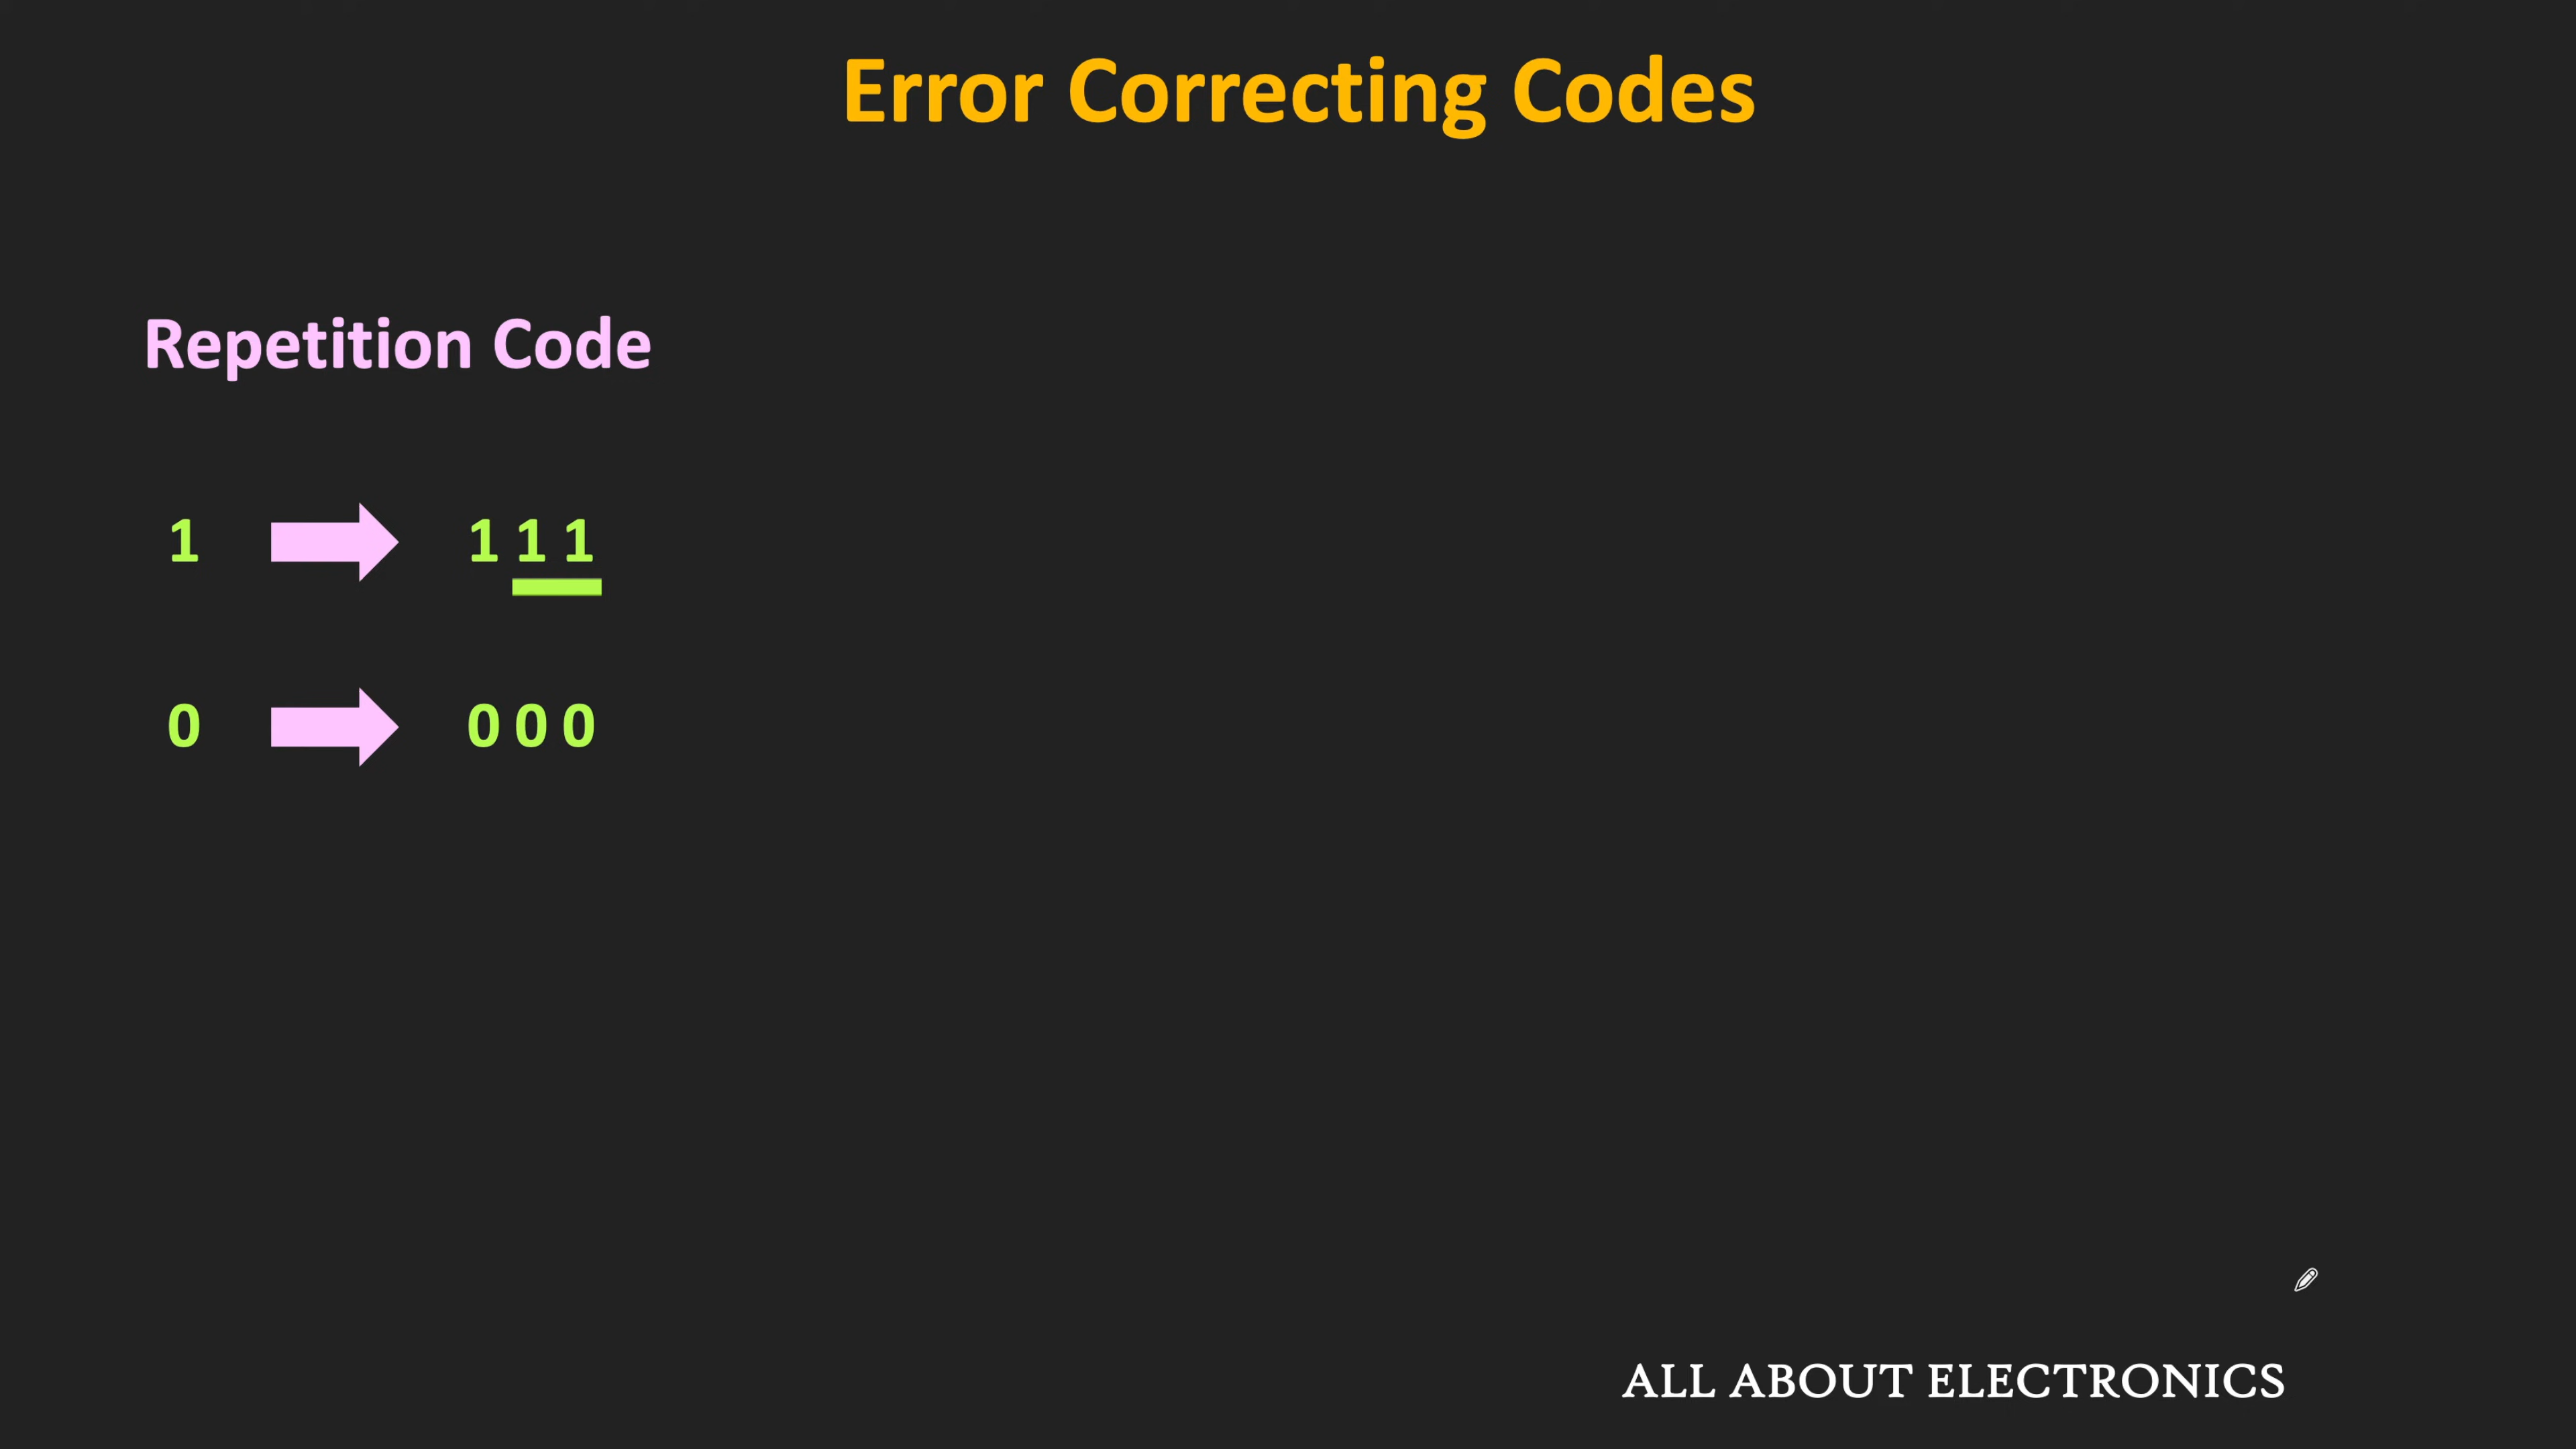 Error Correcting Codes
Repetition Code
1 1 1 1
0 0 0 0
ALL ABOUT ELECTRONICS